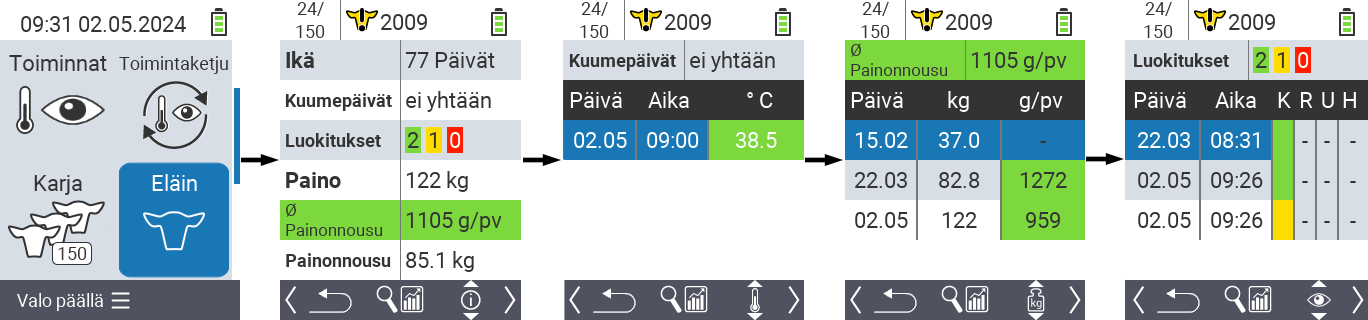 09:31 02.05.2024
Toiminnat Toimintaketju
Karja Eläin
150
Valo päällä
24/
150
2009
Ikä 77 Päivät
Kuumepäivät ei yhtään
Luokitukset 2 1 0
Paino 122 kg
Ø
Painonnousu 1105 g/pv
Painonnousu 85.1 kg
24/
150
2009
Kuumepäivät ei yhtään
Päivä Aika ° C
02.05 09:00 38.5
24/
150
2009
Ø
Painonnousu 1105 g/pv
Päivä kg g/pv
15.02 37.0 -
22.03 82.8 1272
02.05 122 959
kg
24/
150
2009
Luokitukset 2 1 0
Päivä Aika K R U H
22.03 08:31 - - -
02.05 09:26 - - -
02.05 09:26 - - -